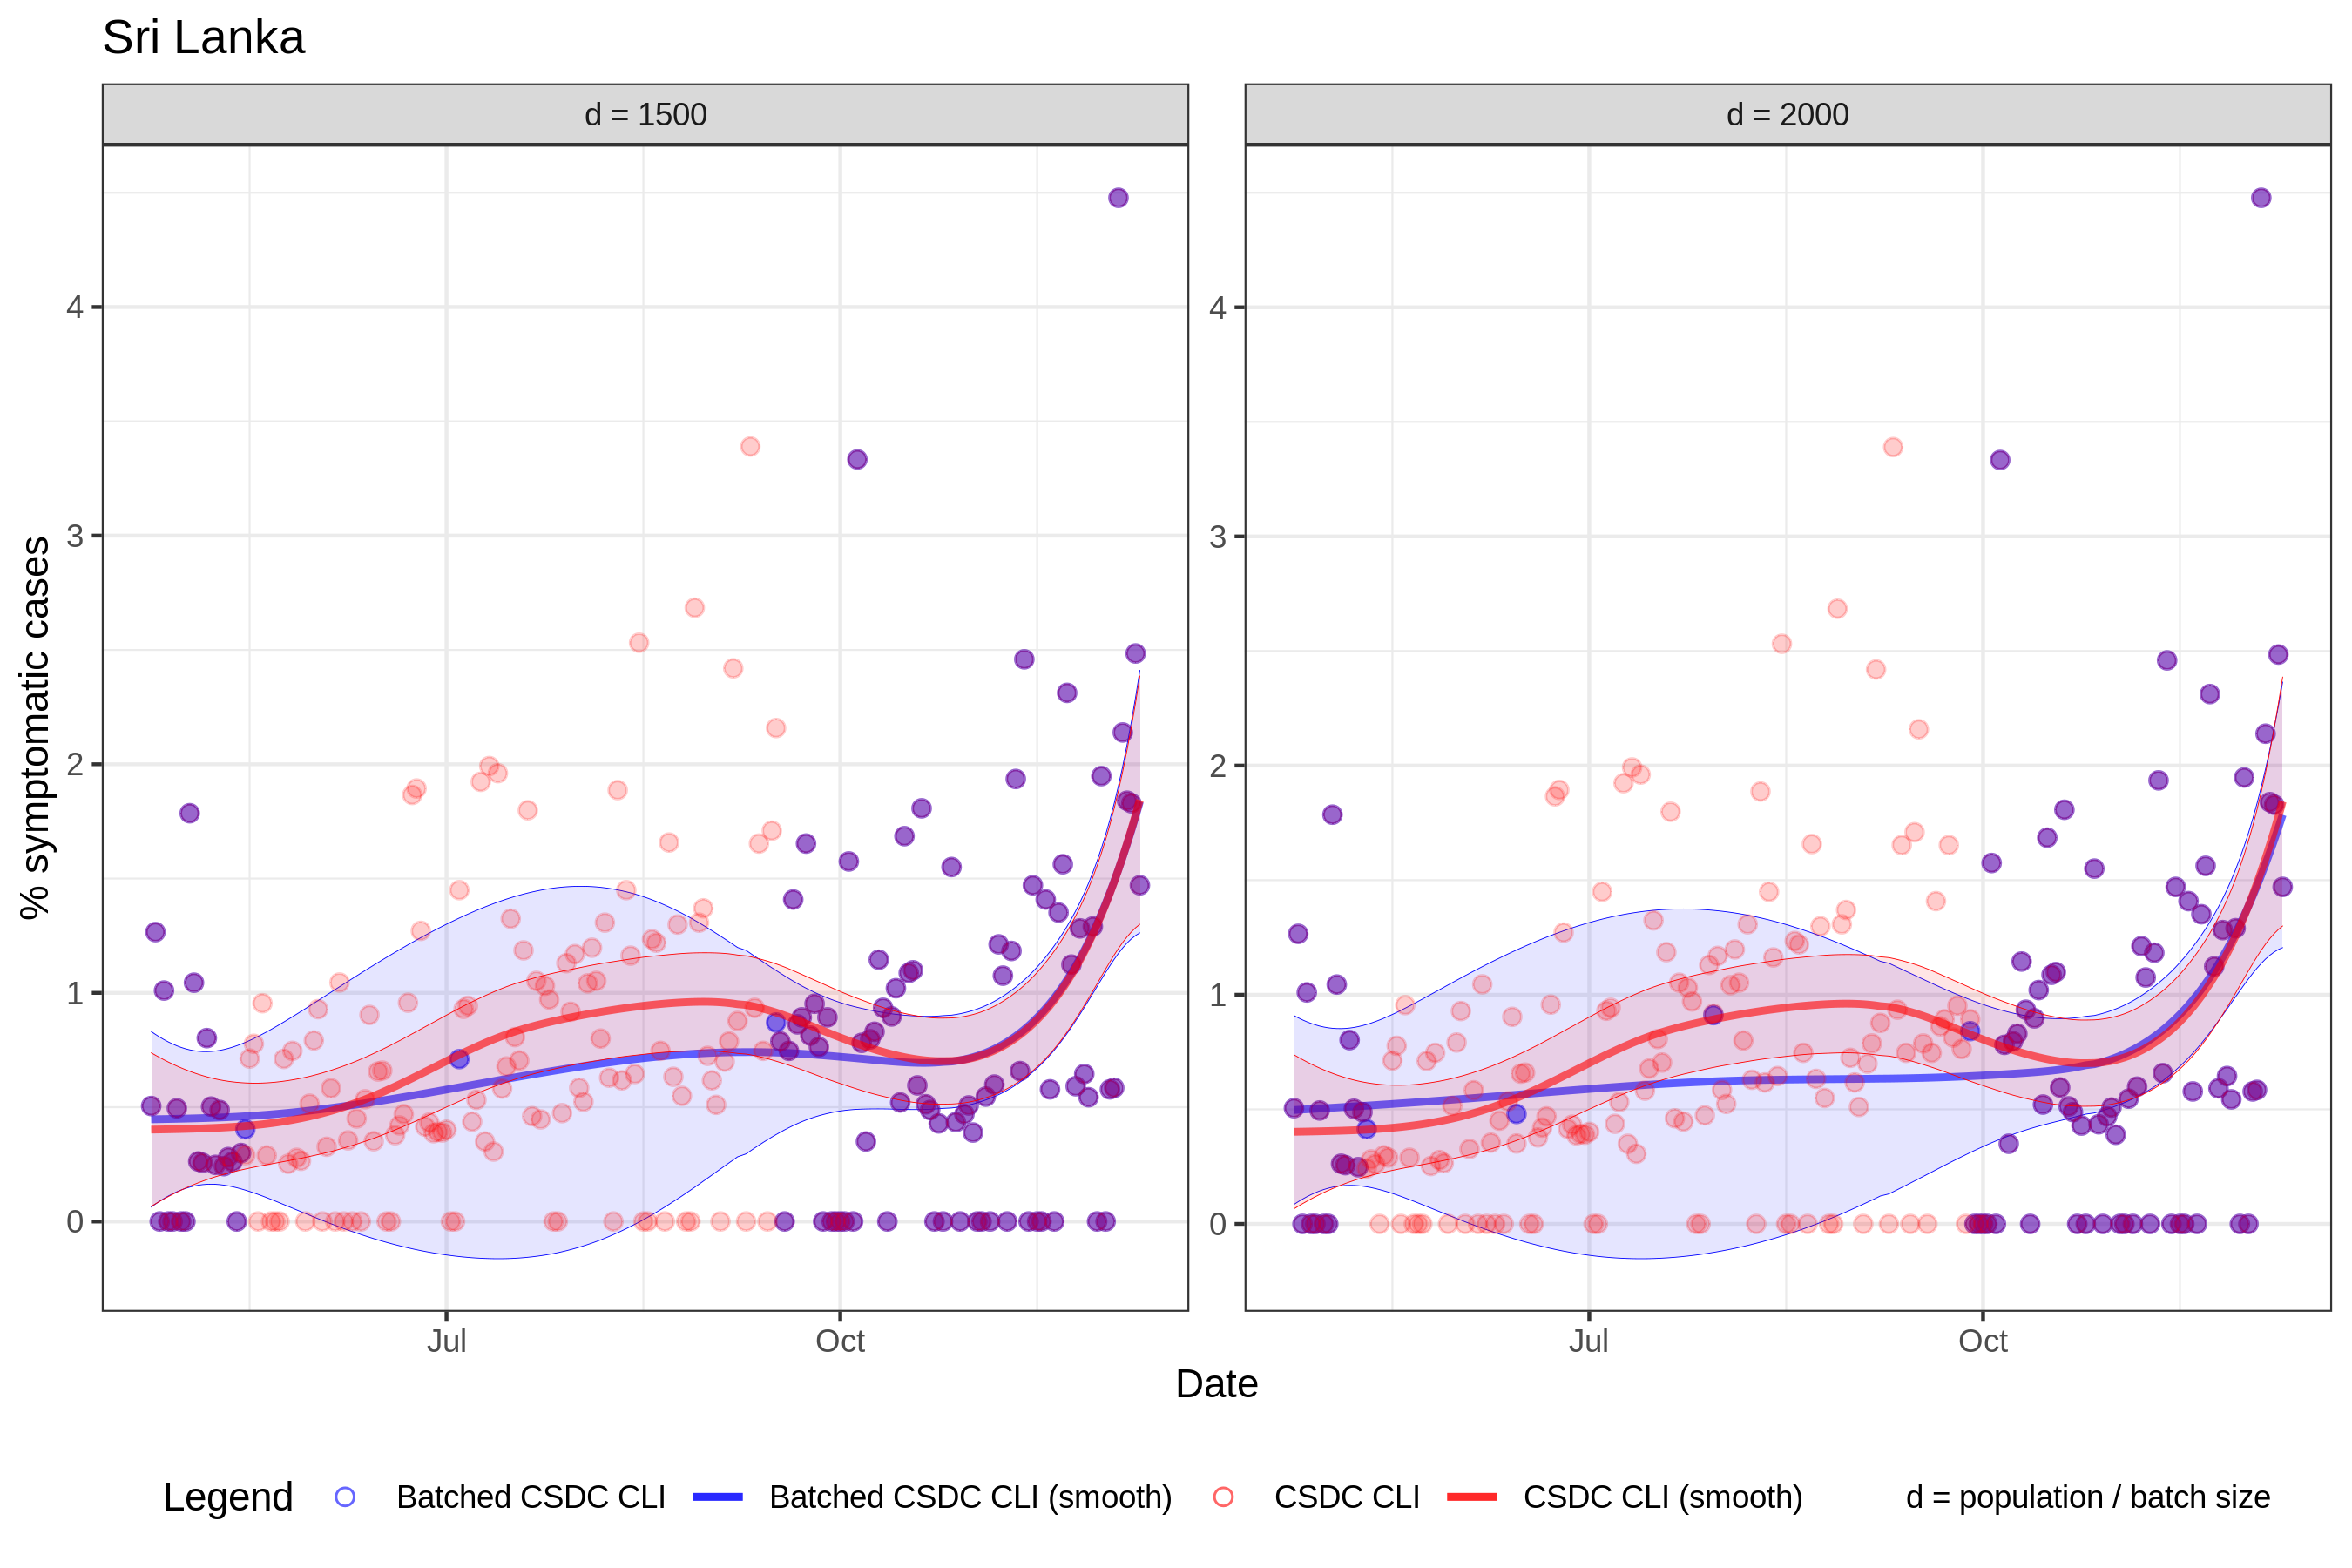 Sri Lanka
d = 1500
d = 2000
% symptomatic cases
4
3
2
1
0
4
3
2
1
0
Jul
Oct
Jul
Oct
Date
Legend
Batched CSDC CLI
Batched CSDC CLI (smooth)
CSDC CLI
CSDC CLI (smooth)
d = population / batch size